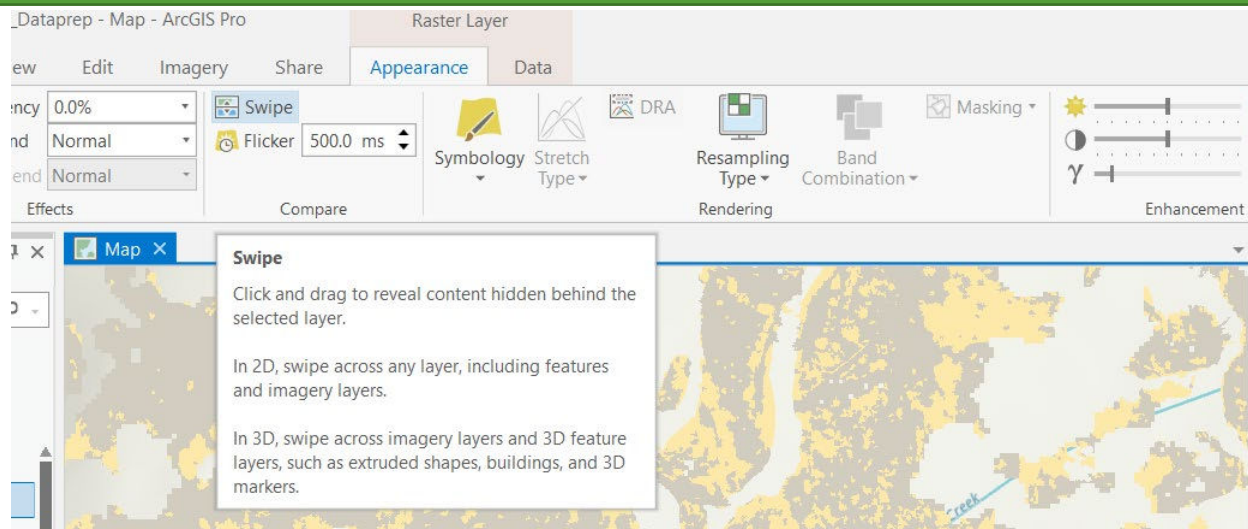 _Dataprep - Map - ArcGIS Pro
Raster Layer
ew Edit Imagery Share Appearance Data
ency 0.0% Swipe DRA Masking
nd Normal Flicker 500.0 ms Symbology Stretch Type Resampling Type Band Combination
end Normal γ
Effects Compare Rendering Enhancement
Map
Swipe
Click and drag to reveal content hidden behind the
selected layer.
In 2D, swipe across any layer, including features
and imagery layers.
In 3D, swipe across imagery layers and 3D feature
layers, such as extruded shapes, buildings, and 3D
markers.
Creek